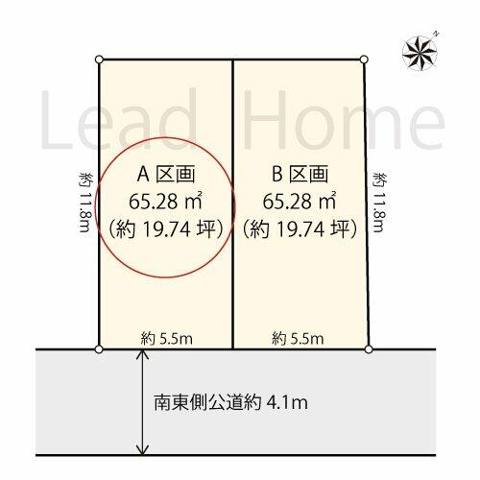 N
Lead Home
A 区画
65.28 ㎡
(約 19.74 坪)
B 区画
65.28 ㎡
(約 19.74 坪)
約 11.8m
約 11.8m
約 5.5m
約 5.5m
南東側公道約 4.1m